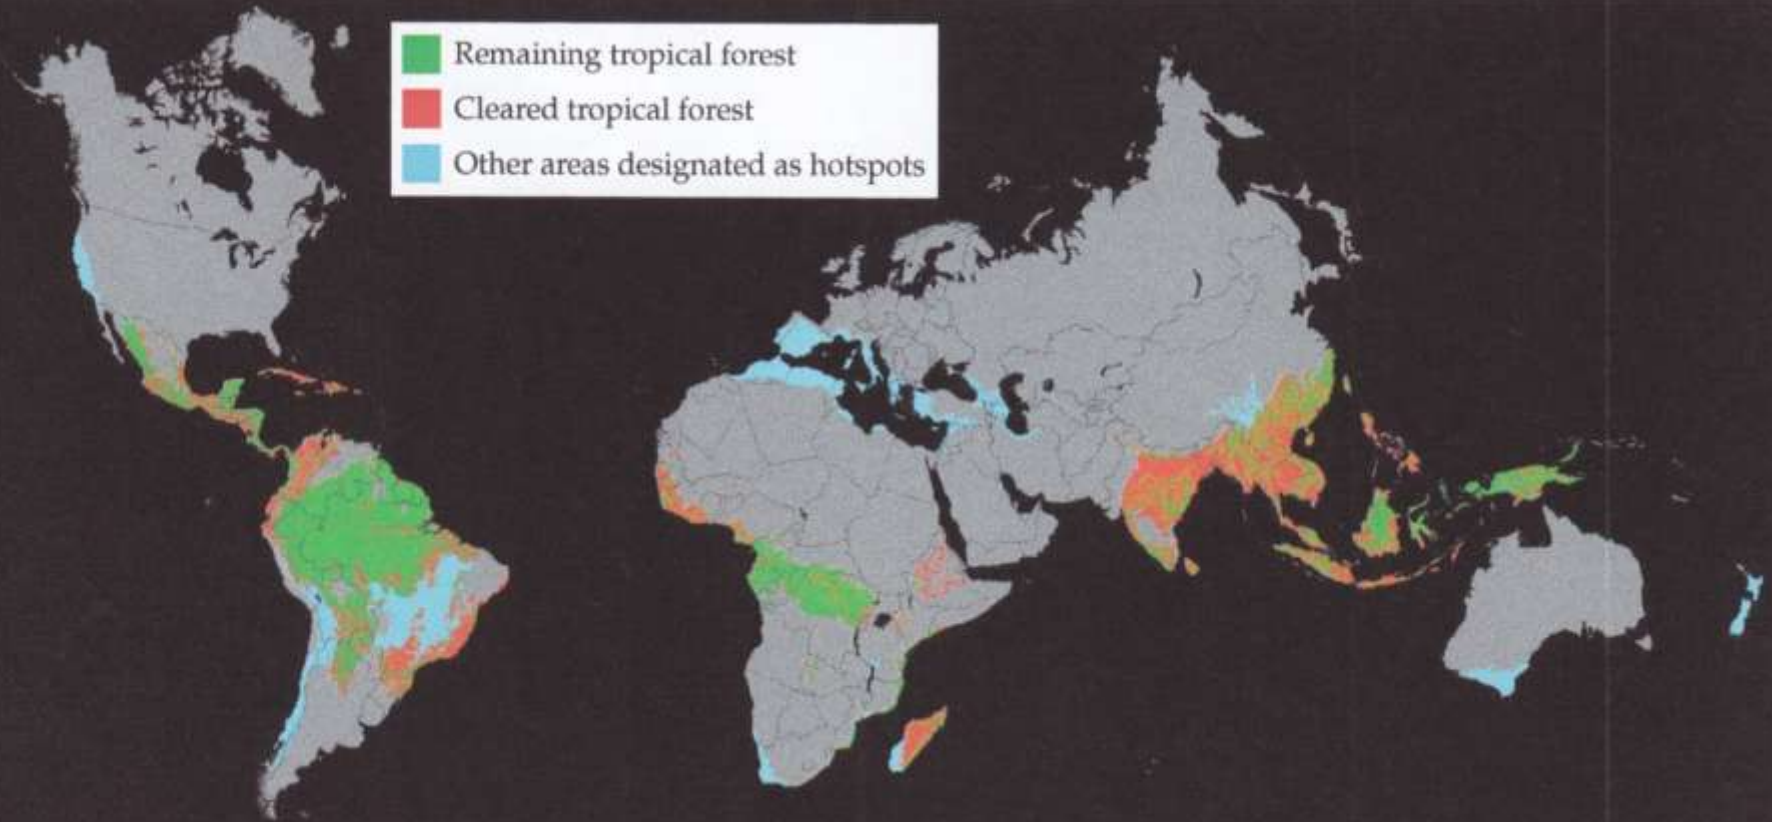 Remaining tropical forest
Cleared tropical forest
Other areas designated as hotspots